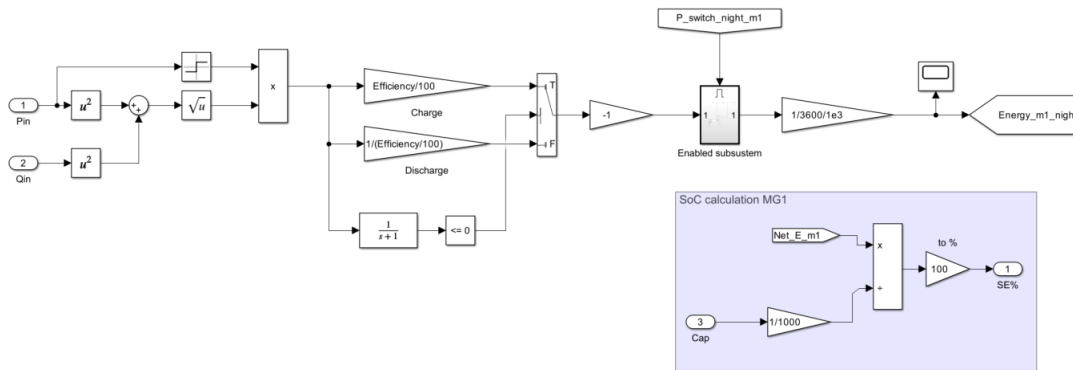 P_switch_night_m1
1
Pin
u²
+
+
√u
x
Efficiency/100
Charge
T
F
-1
1
1
Enabled subsustem
1/3600/1e3
Energy_m1_nigh
2
Qin
u²
1/(Efficiency/100)
Discharge
1
s+1
<= 0
SoC calculation MG1
Net_E_m1
x
÷
to %
100
1
SE%
3
Cap
1/1000